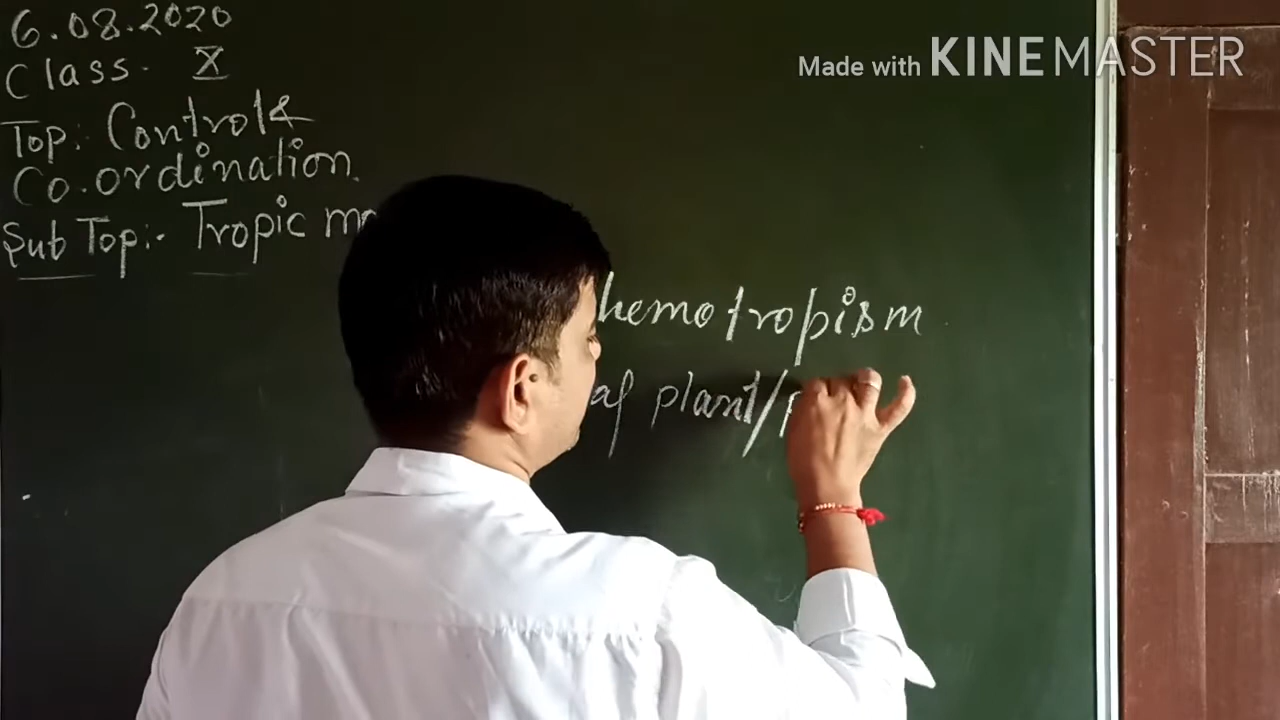 6.08.2020
Made with KINEMASTER
Class- X
Top:- Control &
Co-ordination.
Sub Top:- Tropic
hemotropism
plant/